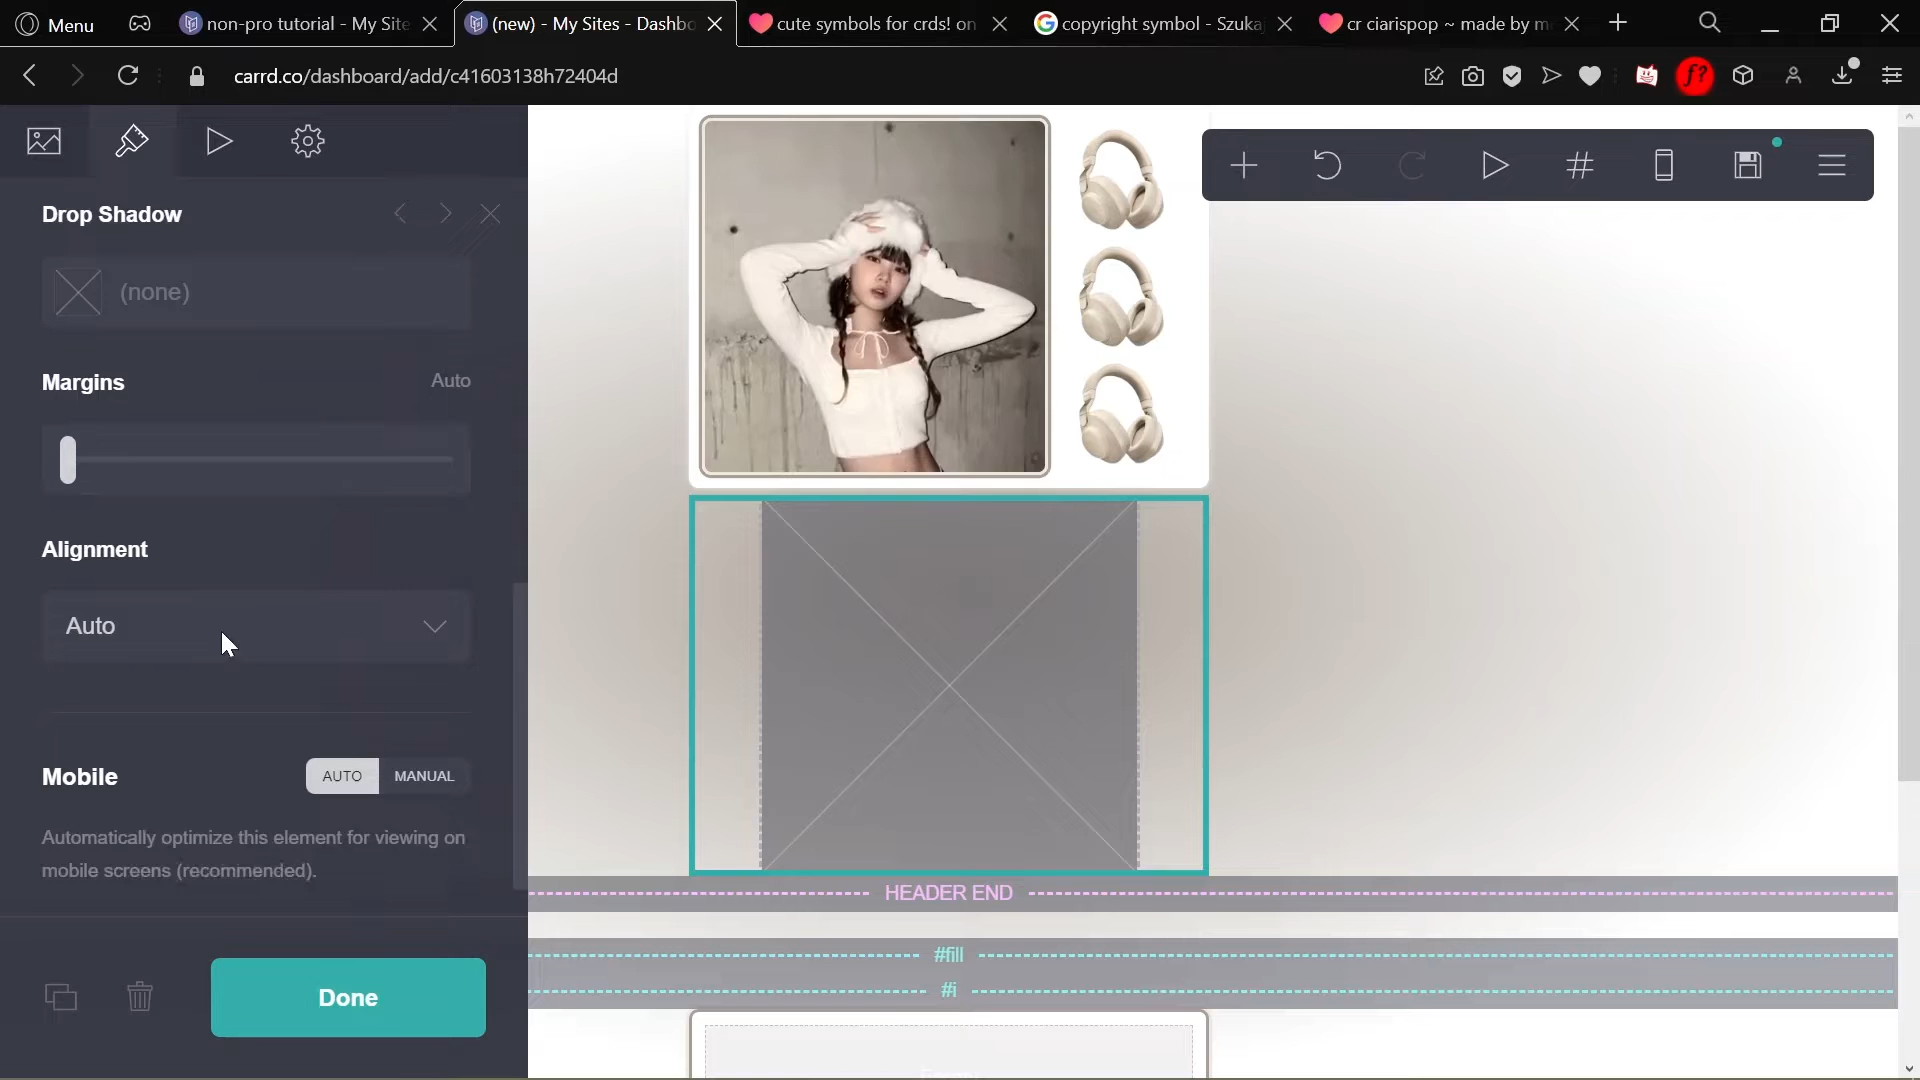 Menu
non-pro tutorial - My Site
(new) - My Sites - Dashbo
cute symbols for crds! on
copyright symbol - Szuka
cr ciarispop ~ made by m
carrd.co/dashboard/add/c41603138h72404d
f?
Drop Shadow
(none)
Margins
Auto
Alignment
Auto
Mobile
AUTO
MANUAL
Automatically optimize this element for viewing on
mobile screens (recommended).
Done
HEADER END
#fill
#i